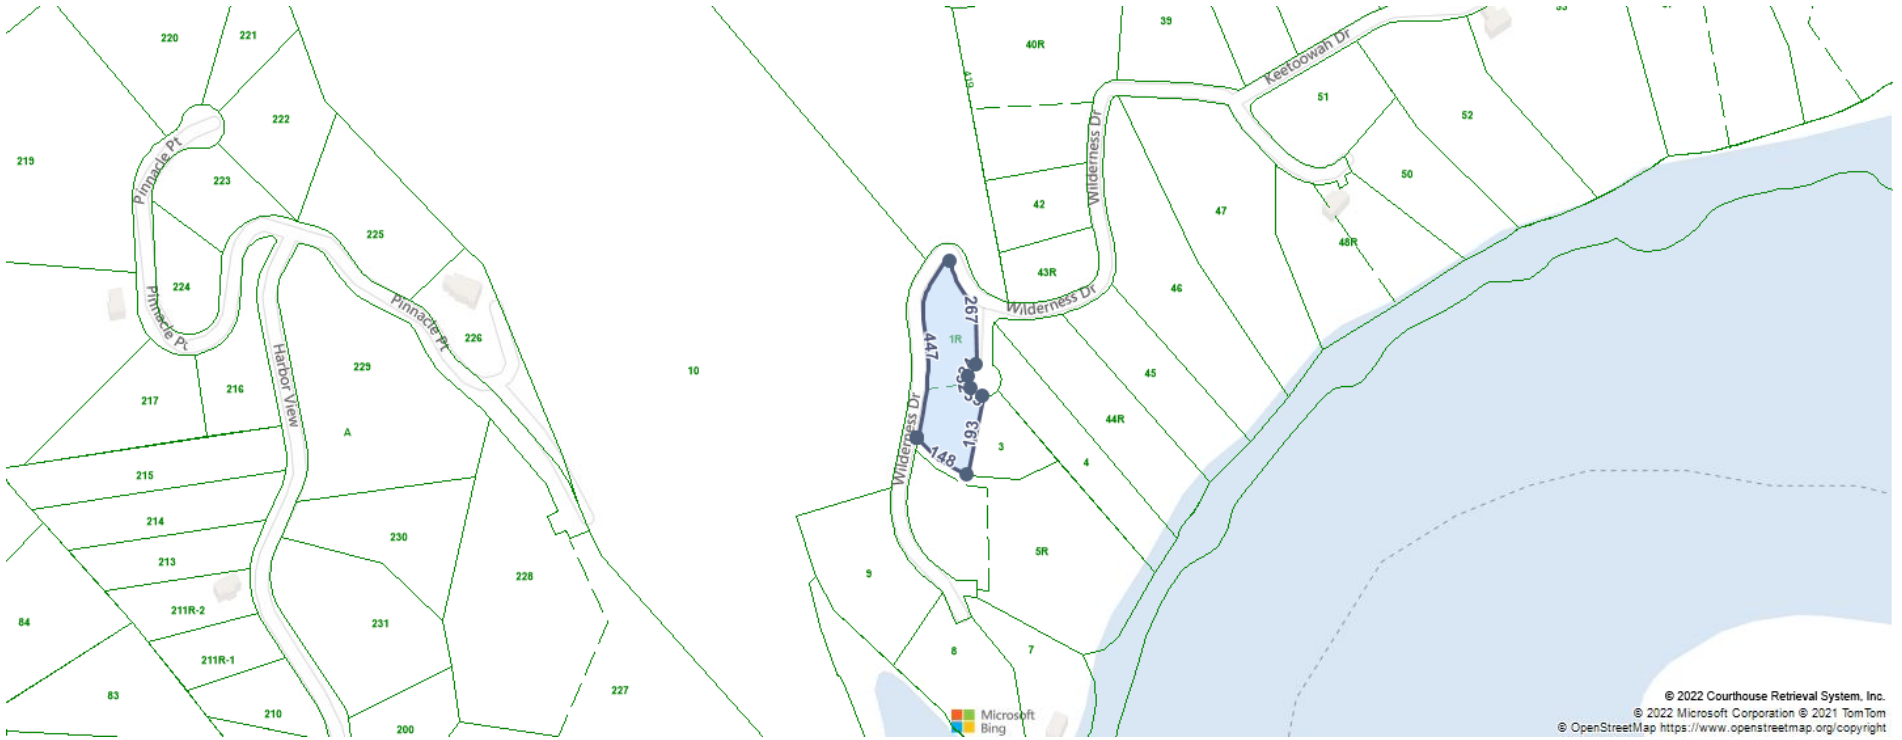 220
221
39
40R
Keetoowah Dr
419
51
52
222
219
Pinnacle Pt
223
Wilderness Dr
50
42
47
225
48R
43R
224
Pinnacle Pt
46
Wilderness Dr
Pinnacle Pt
267
226
1R
447
Harbor View
229
10
45
216
217
44R
Wilderness Dr
A
193
3
148
4
215
214
230
213
5R
9
228
211R-2
84
231
8
7
211R-1
227
83
210
200
Microsoft
Bing
© 2022 Courthouse Retrieval System, Inc.
© 2022 Microsoft Corporation © 2021 TomTom
© OpenStreetMap https://www.openstreetmap.org/copyright